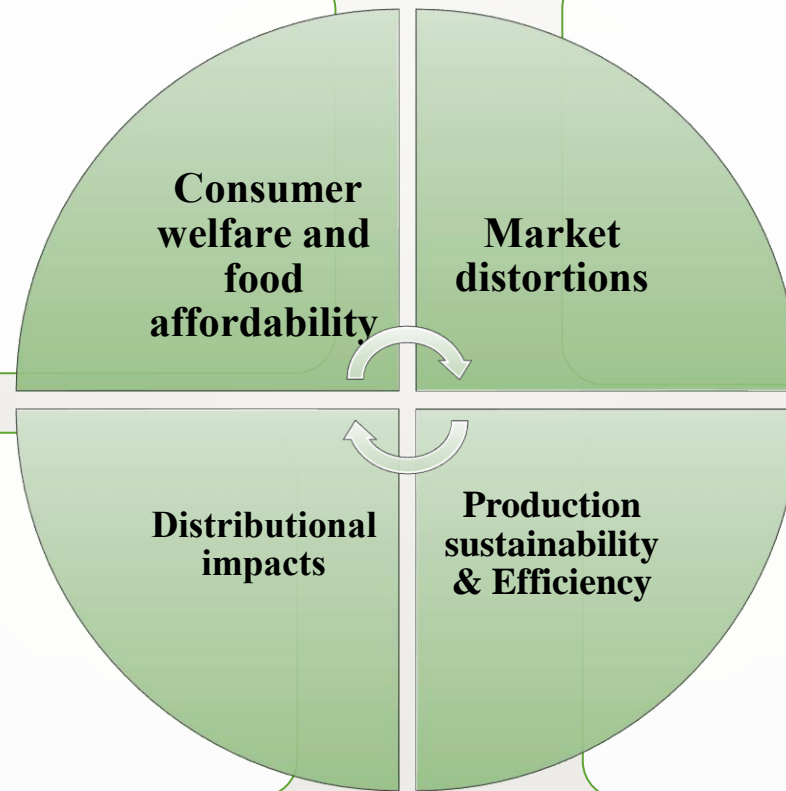 Consumer
welfare and
food
affordability
Market
distortions
Distributional
impacts
Production
sustainability
& Efficiency